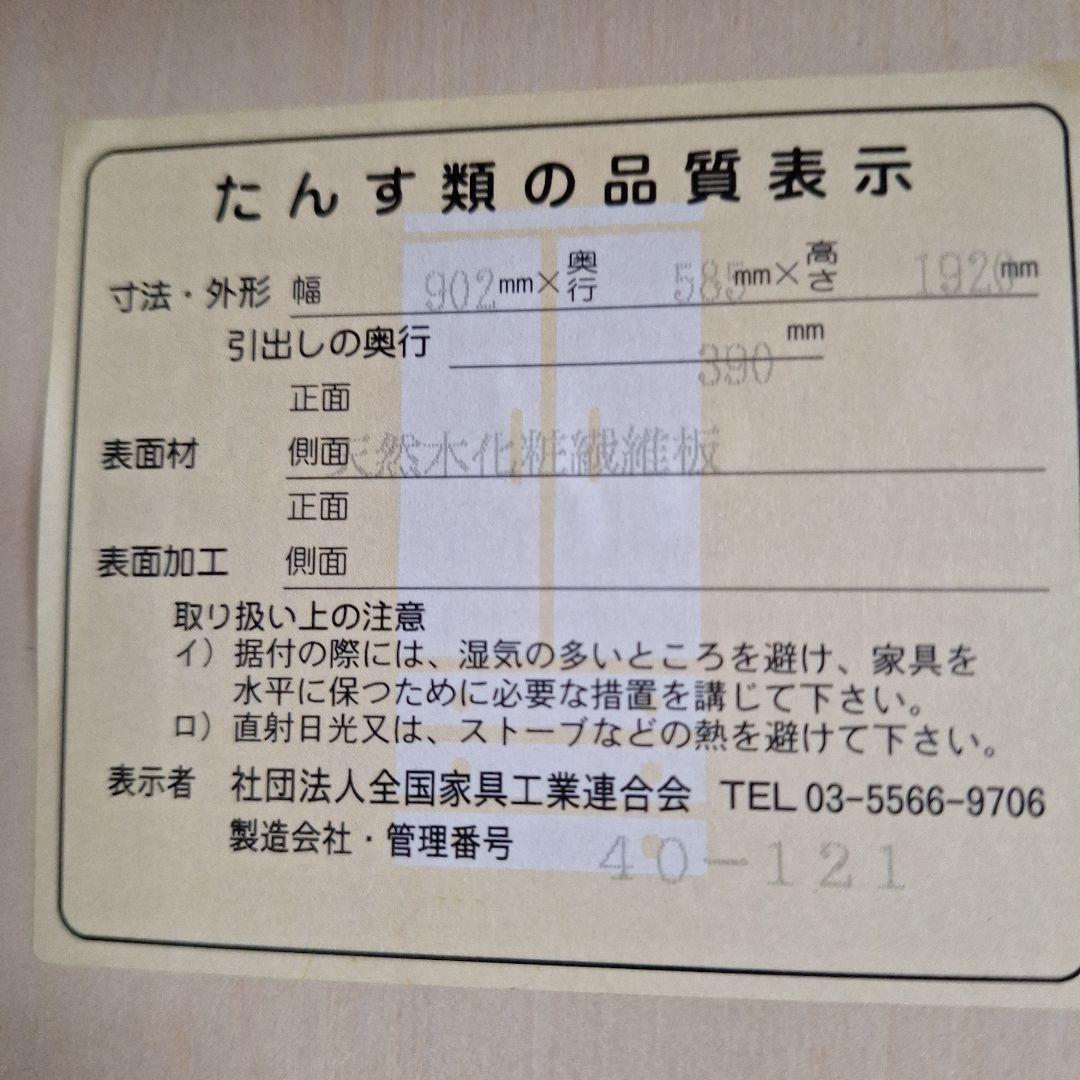 たんす類の品質表示
寸法・外形 幅 902mm×奥行 585mm×高さ 1920mm
引出しの奥行 390mm
正面
表面材 側面 天然木化粧繊維板
正面
表面加工 側面
取り扱い上の注意
イ）据付の際には、湿気の多いところを避け、家具を
水平に保つために必要な措置を講じて下さい。
ロ）直射日光又は、ストーブなどの熱を避けて下さい。
表示者 社団法人全国家具工業連合会 TEL 03-5566-9706
製造会社・管理番号 40-121